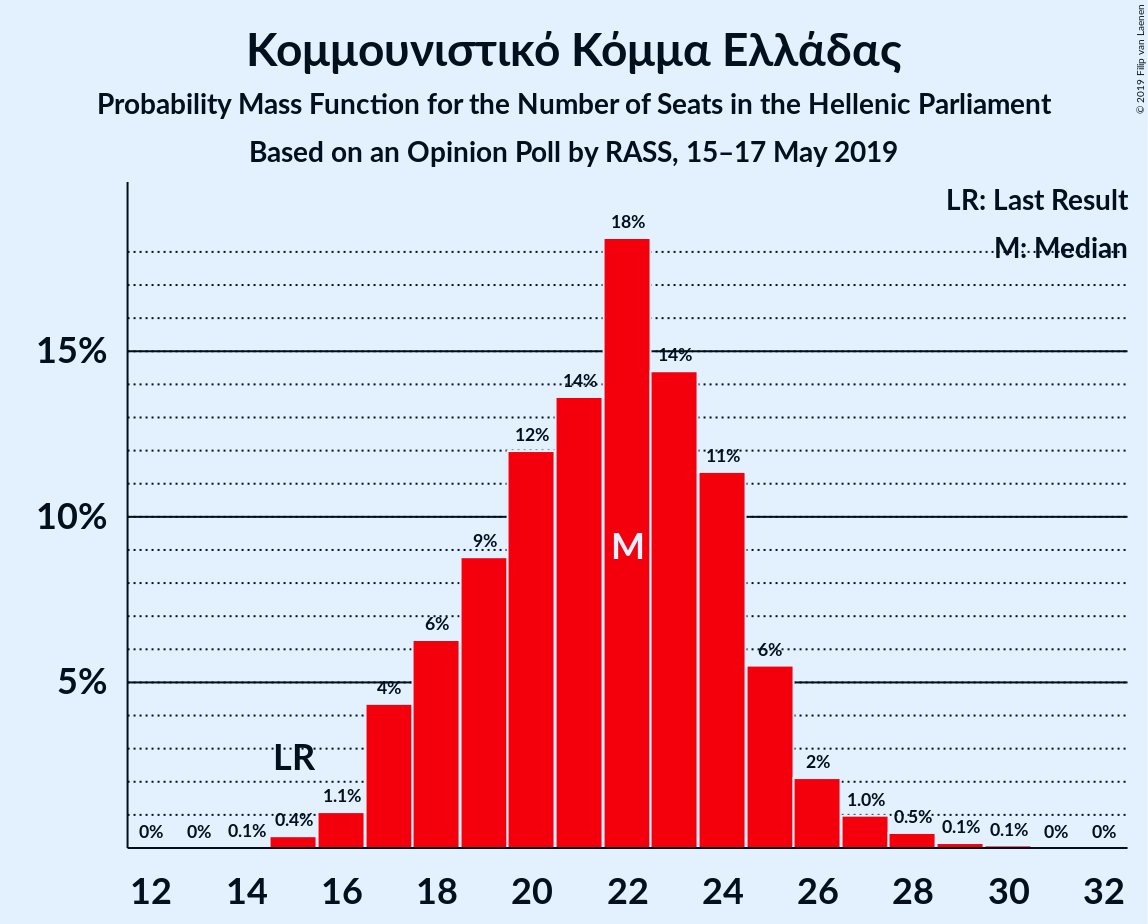 Κομμουνιστικό Κόμμα Ελλάδας
Probability Mass Function for the Number of Seats in the Hellenic Parliament
Based on an Opinion Poll by RASS, 15–17 May 2019
© 2019 Filip van Laenen
LR: Last Result
M: Median
18%
15%
14%
14%
12%
11%
10%
9%
M
6%
6%
5%
4%
LR
2%
1.1%
1.0%
0% 0% 0.1% 0.4% 0.5% 0.1% 0.1% 0% 0%
12 14 16 18 20 22 24 26 28 30 32